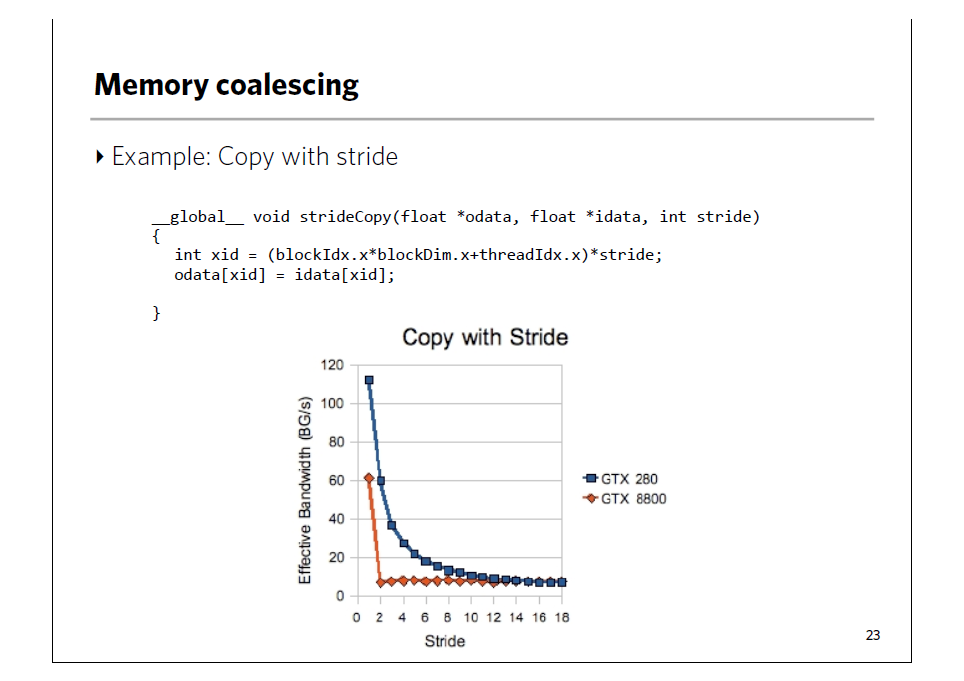 Memory coalescing
Example: Copy with stride
__global__ void strideCopy(float *odata, float *idata, int stride)
{
int xid = (blockIdx.x*blockDim.x+threadIdx.x)*stride;
odata[xid] = idata[xid];
}
Copy with Stride
Effective Bandwidth (BG/s)
120
100
80
60
40
20
0
0 2 4 6 8 10 12 14 16 18
Stride
GTX 280
GTX 8800
23